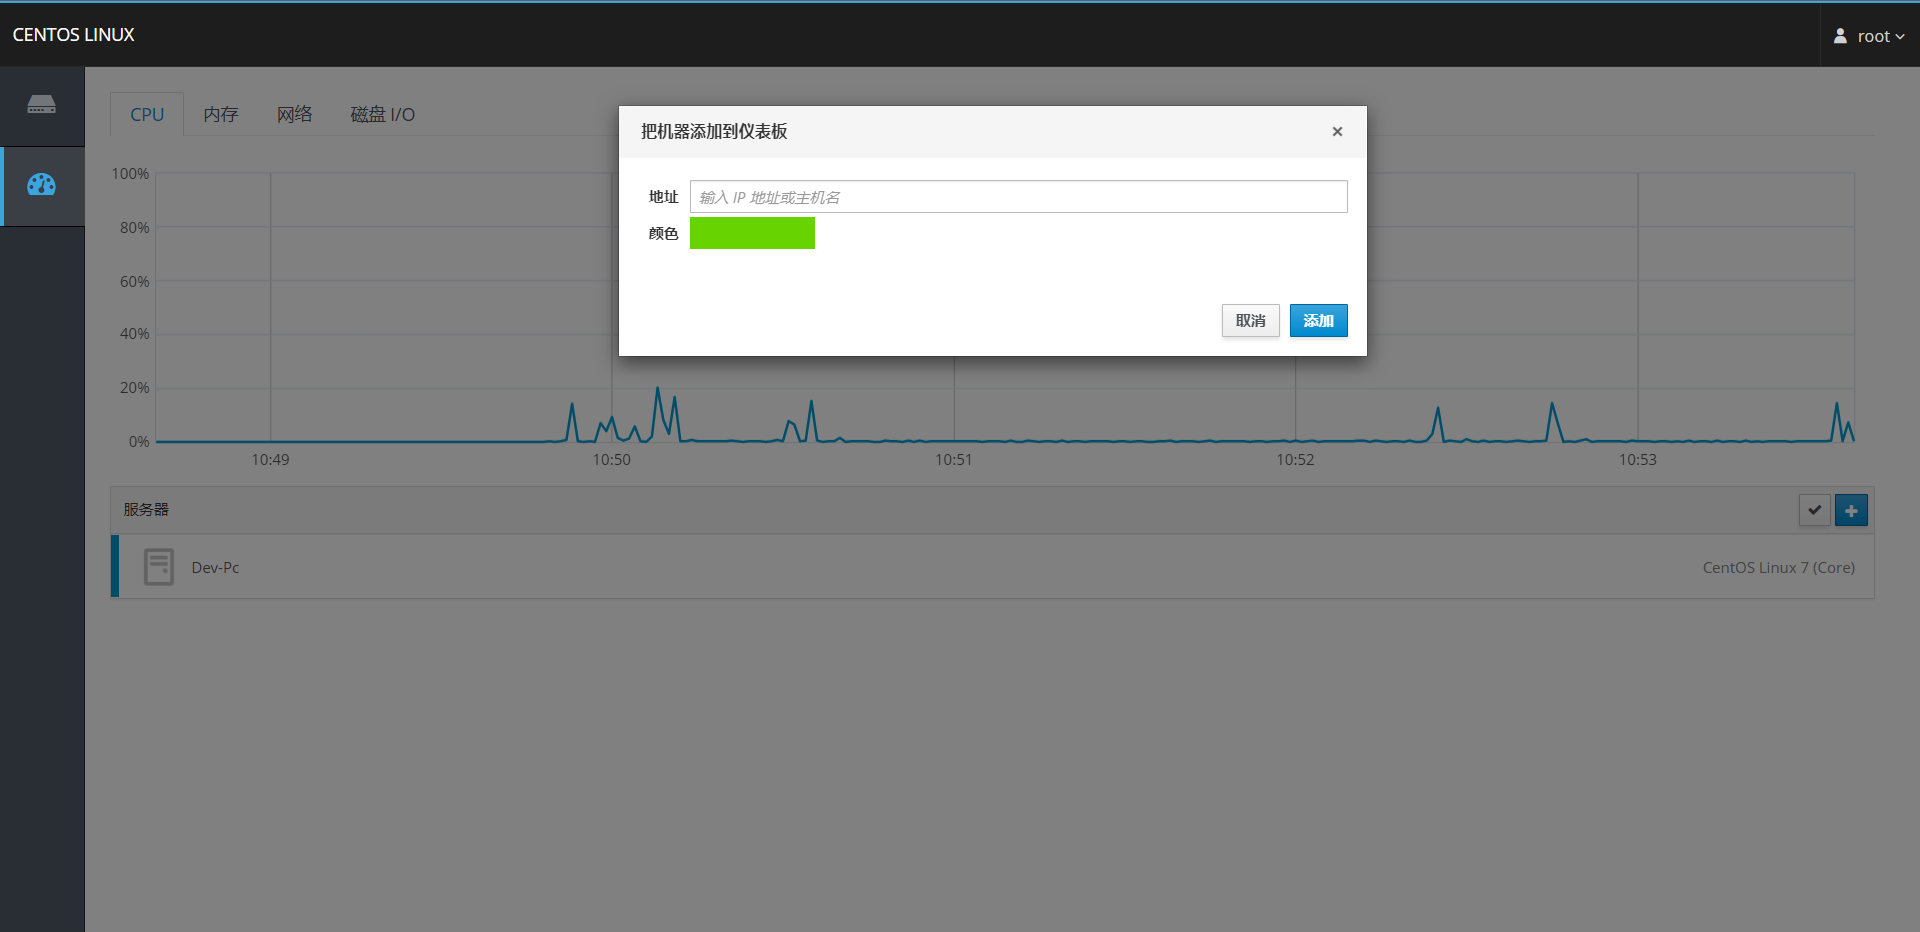 CENTOS LINUX
root
CPU 内存 网络 磁盘 I/O
把机器添加到仪表板
地址 输入 IP 地址或主机名
颜色
取消 添加
100%
80%
60%
40%
20%
0%
10:49 10:50 10:51 10:52 10:53
服务器
Dev-Pc CentOS Linux 7 (Core)